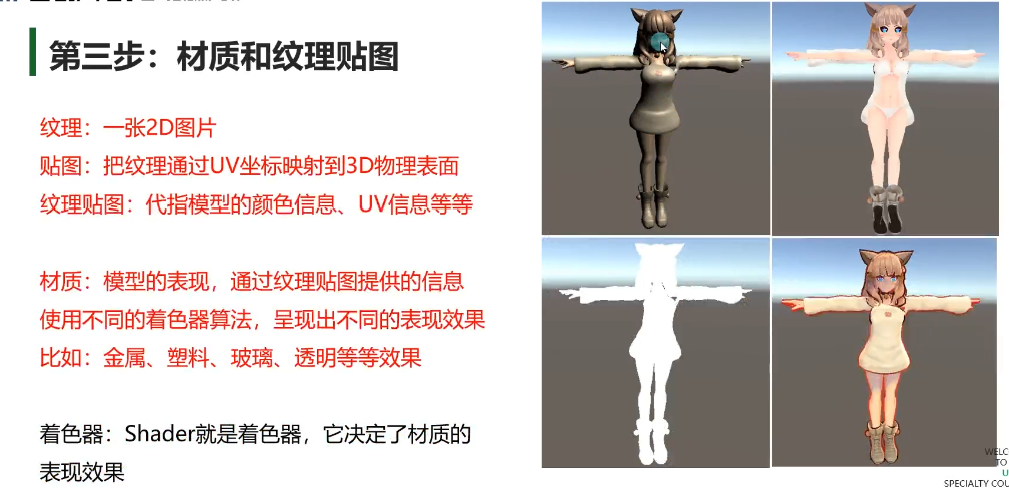 第三步：材质和纹理贴图
纹理：一张2D图片
贴图：把纹理通过UV坐标映射到3D物理表面
纹理贴图：代指模型的颜色信息、UV信息等等
材质：模型的表现，通过纹理贴图提供的信息
使用不同的着色器算法，呈现出不同的表现效果
比如：金属、塑料、玻璃、透明等等效果
着色器：Shader就是着色器，它决定了材质的
表现效果
WELC
TO
U
SPECIALTY COU